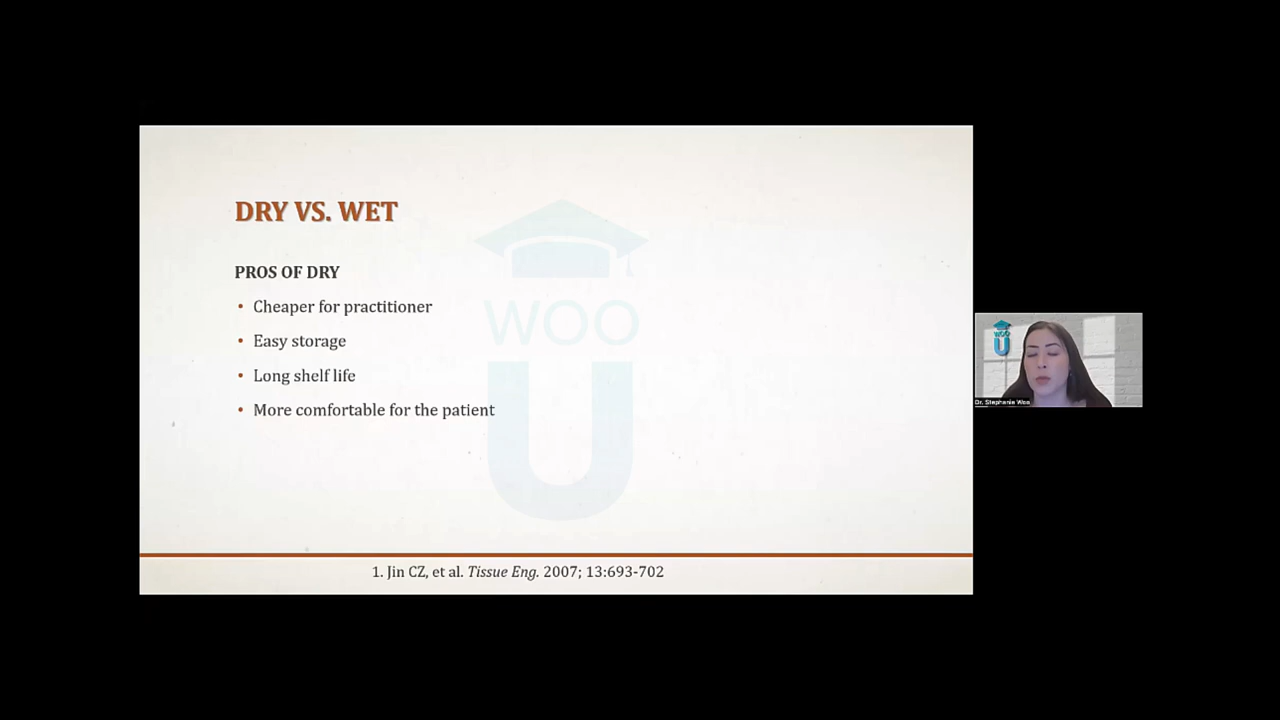 DRY VS. WET
PROS OF DRY
• Cheaper for practitioner
• Easy storage
• Long shelf life
• More comfortable for the patient
WOO
U
1. Jin CZ, et al. Tissue Eng. 2007; 13:693-702
WOO
U
Dr. Stephanie Woo